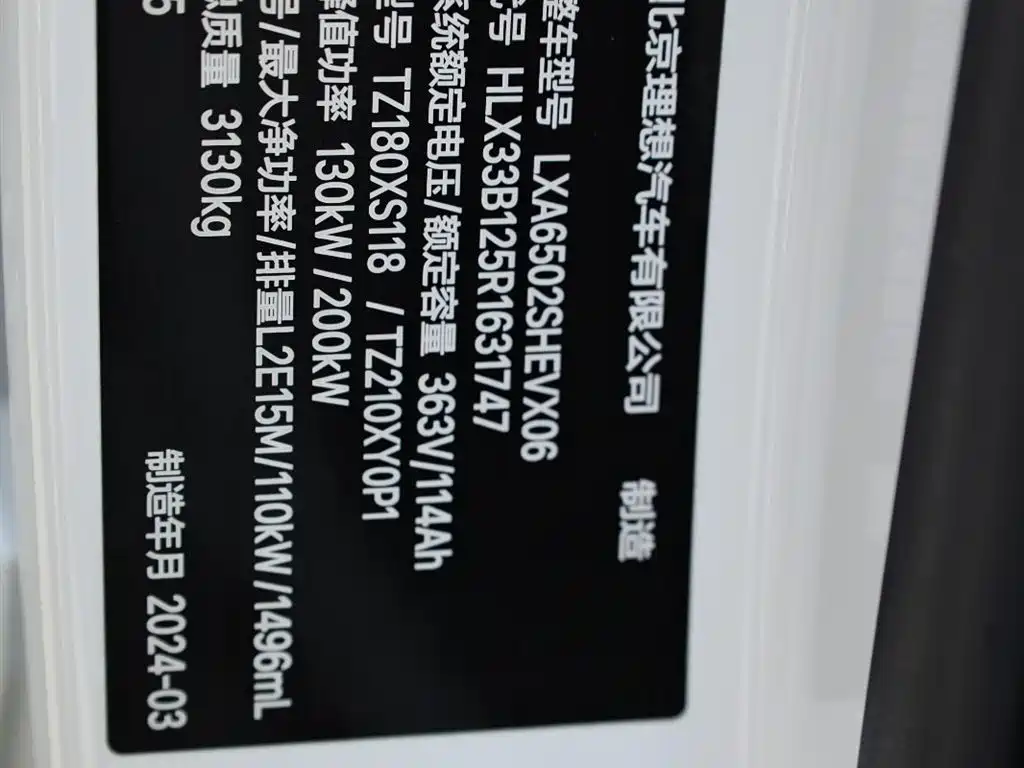 北京理想汽车有限公司 制造
整车型号 LXA6502SHEVX06
号 HLX33B125R1631747
系统额定电压/额定容量 363V/114Ah
型号 TZ180XS118 / TZ210XY0P1
峰值功率 130kW/200kW
号/最大净功率/排量L2E15M/110kW/1496mL
质量 3130kg
5 制造年月 2024-03